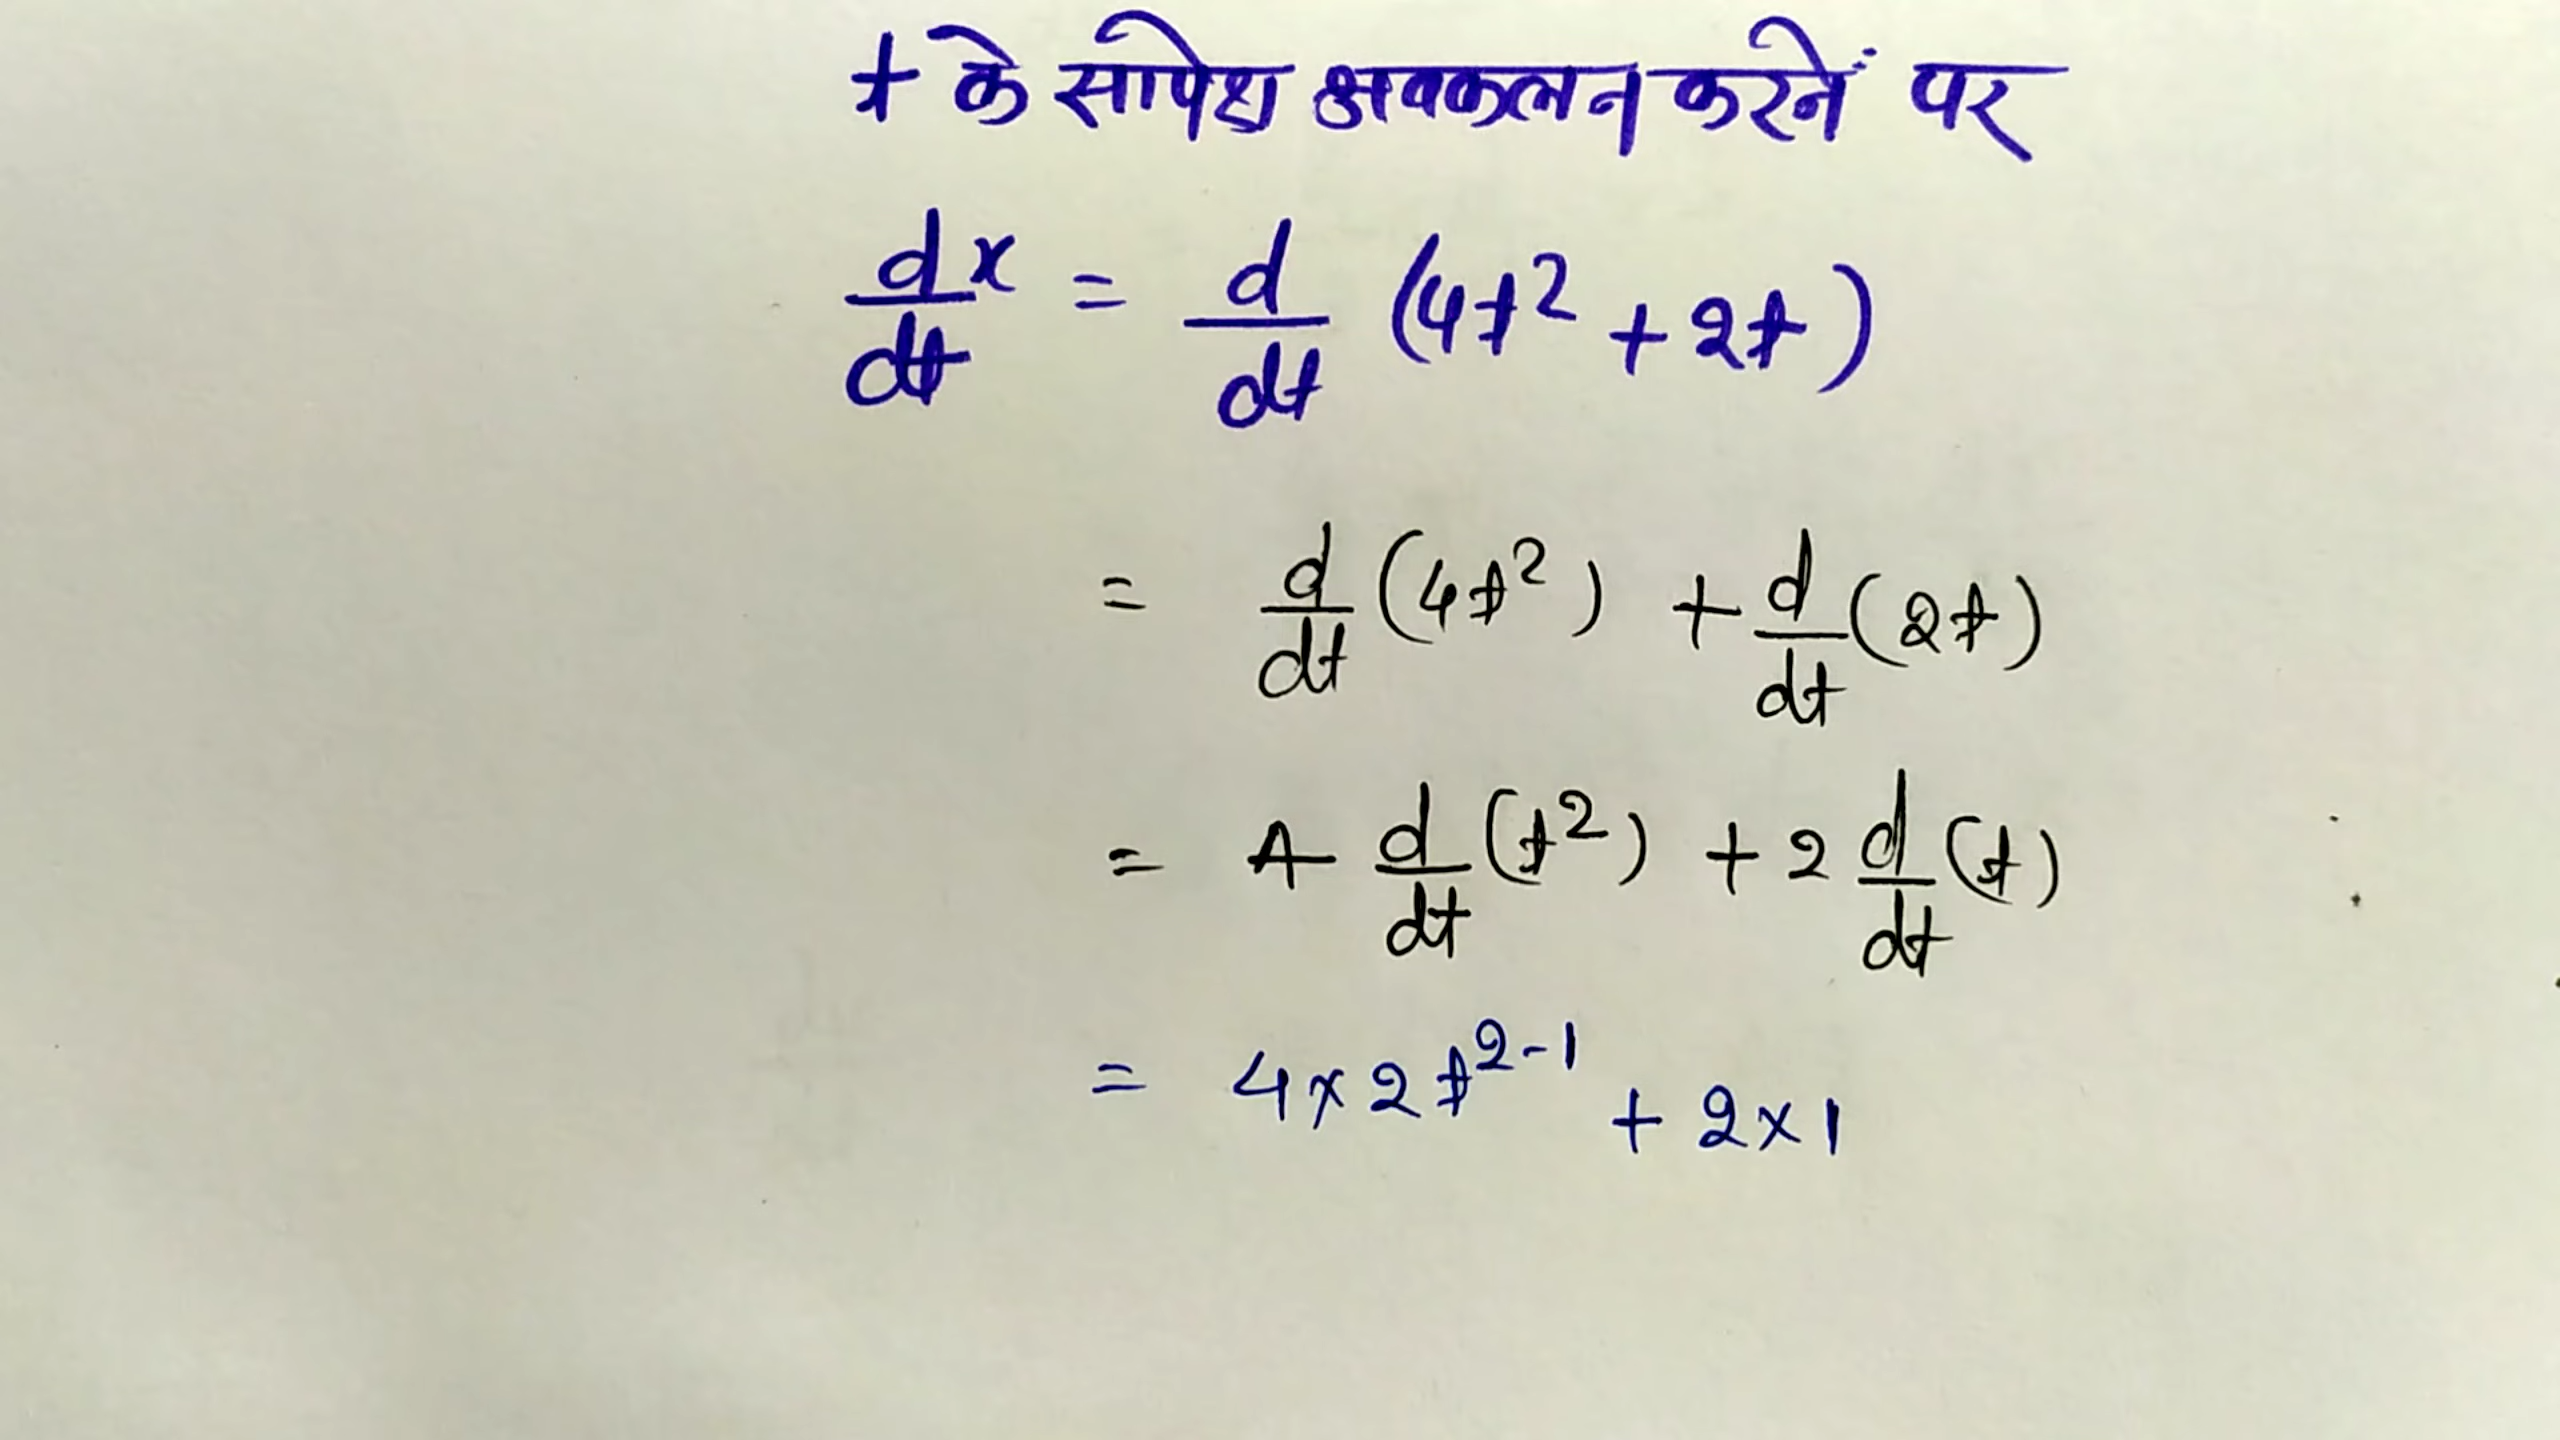 t के सापेक्ष अवकलन करनें पर
dx/dt = d/dt (4t² + 2t)
= d/dt (4t²) + d/dt (2t)
= 4 d/dt (t²) + 2 d/dt (t)
= 4 × 2 t²⁻¹ + 2 × 1